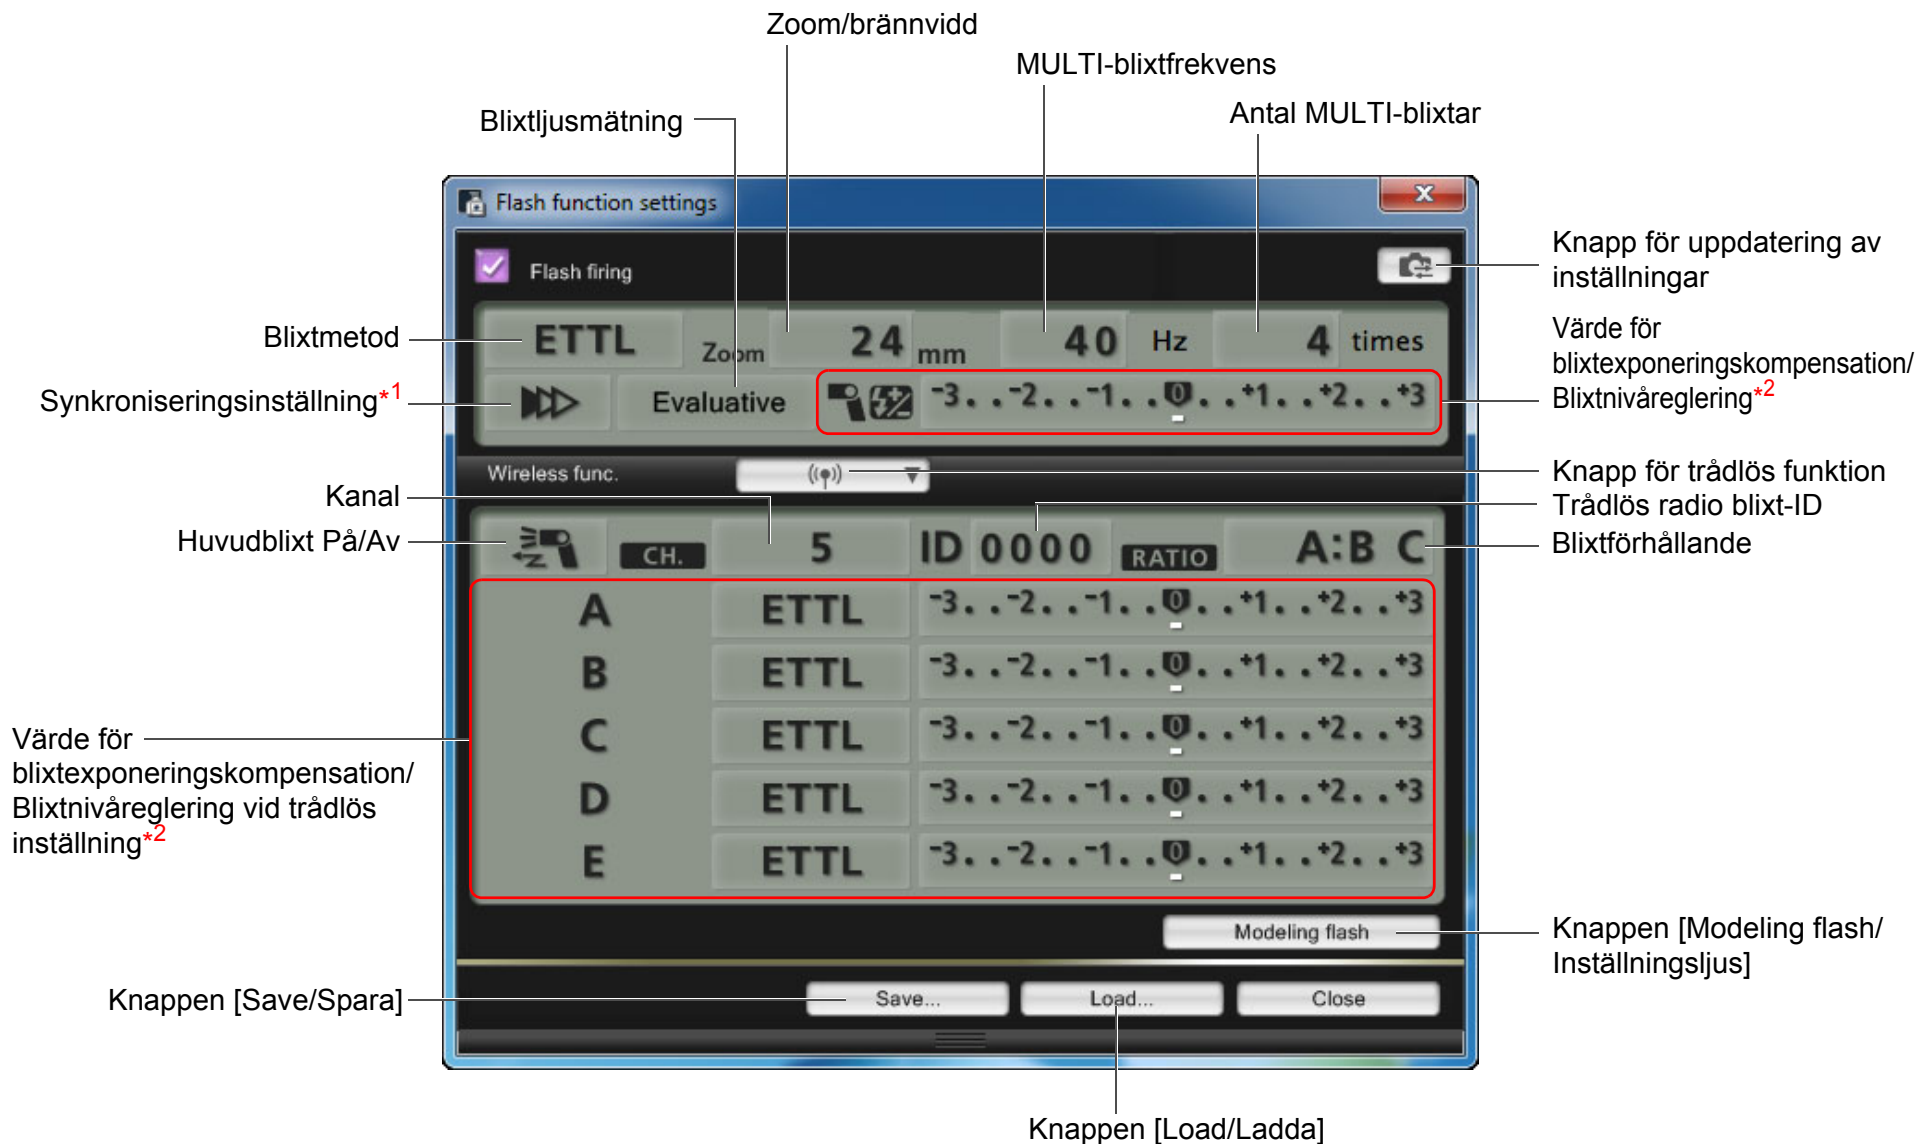 Zoom/brännvidd
MULTI-blixtfrekvens
Blixtljusmätning
Antal MULTI-blixtar
Flash function settings
x
Flash firing
Knapp för uppdatering av
inställningar
Blixtmetod
ETTL Zoom 24 mm 40 Hz 4 times
Värde för
blixtexponeringskompensation/
Blixtnivåreglering*2
Synkroniseringsinställning*1
Evaluative -3..-2..-1..0..+1..+2..+3
Wireless func.
Knapp för trådlös funktion
Kanal
Trådlös radio blixt-ID
Huvudblixt På/Av
CH. 5 ID 0000 RATIO A:B C
Blixtförhållande
A ETTL -3..-2..-1..0..+1..+2..+3
B ETTL -3..-2..-1..0..+1..+2..+3
C ETTL -3..-2..-1..0..+1..+2..+3
D ETTL -3..-2..-1..0..+1..+2..+3
E ETTL -3..-2..-1..0..+1..+2..+3
Värde för
blixtexponeringskompensation/
Blixtnivåreglering vid trådlös
inställning*2
Modeling flash
Knappen [Modeling flash/
Inställningsljus]
Knappen [Save/Spara]
Save... Load... Close
Knappen [Load/Ladda]